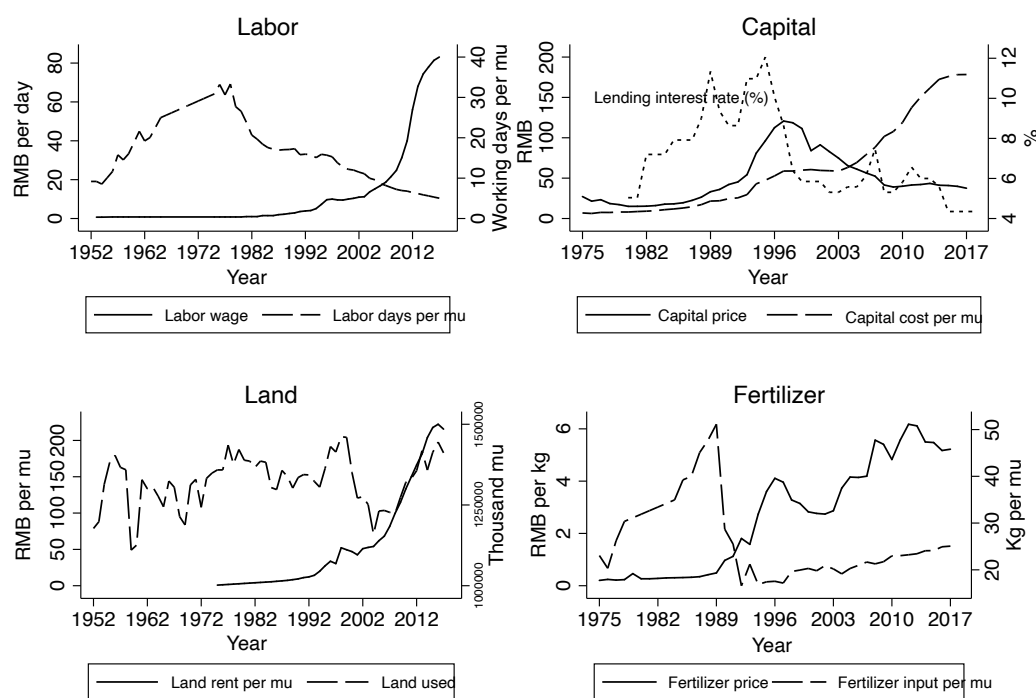 Labor
RMB per day
0 20 40 60 80
Working days per mu
0 10 20 30 40
1952 1962 1976 1982 1992 2002 2012
Year
Labor wage Labor days per mu
Capital
RMB
0 50 100 150 200
Lending interest rate (%)
%
4 6 8 10 12
1975 1982 1989 1996 2003 2010 2017
Year
Capital price Capital cost per mu
Land
RMB per mu
0 50 100 150 200
Thousand mu
1000000 1250000 1500000
1952 1962 1972 1982 1992 2002 2012
Year
Land rent per mu Land used
Fertilizer
RMB per kg
0 2 4 6
Kg per mu
20 30 40 50
1975 1982 1989 1996 2003 2010 2017
Year
Fertilizer price Fertilizer input per mu